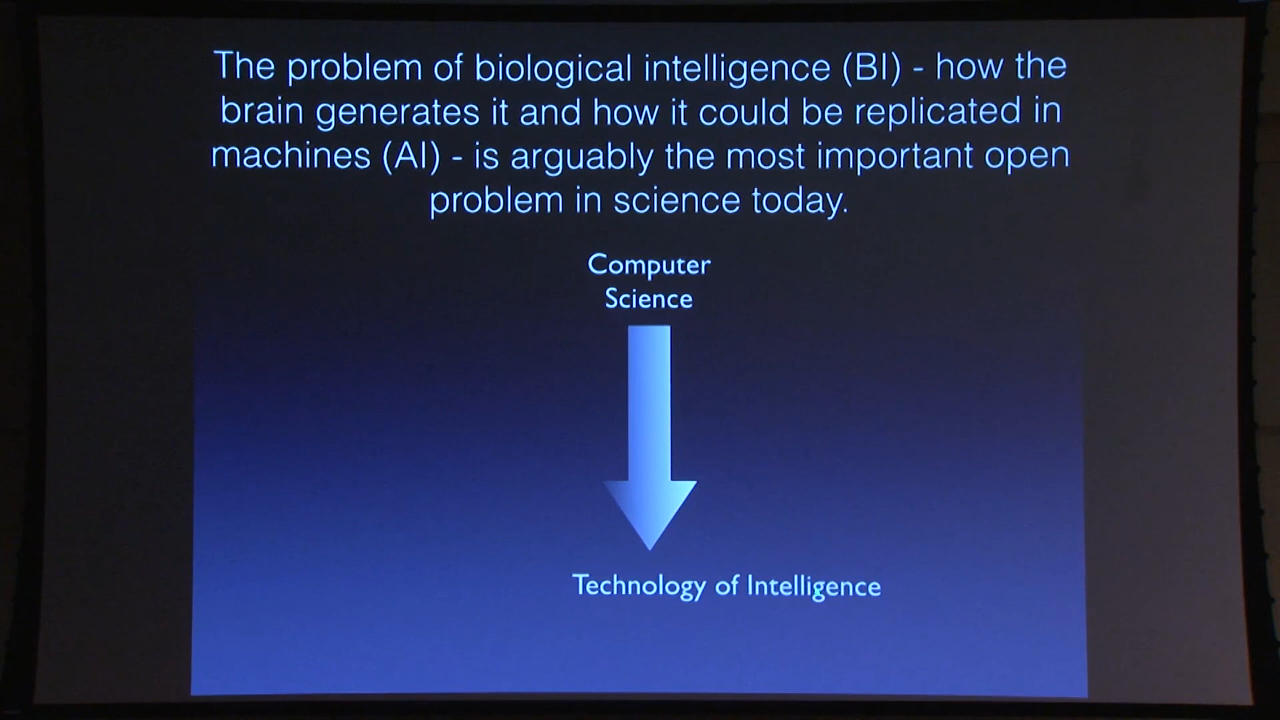 The problem of biological intelligence (BI) - how the
brain generates it and how it could be replicated in
machines (AI) - is arguably the most important open
problem in science today.
Computer
Science
Technology of Intelligence